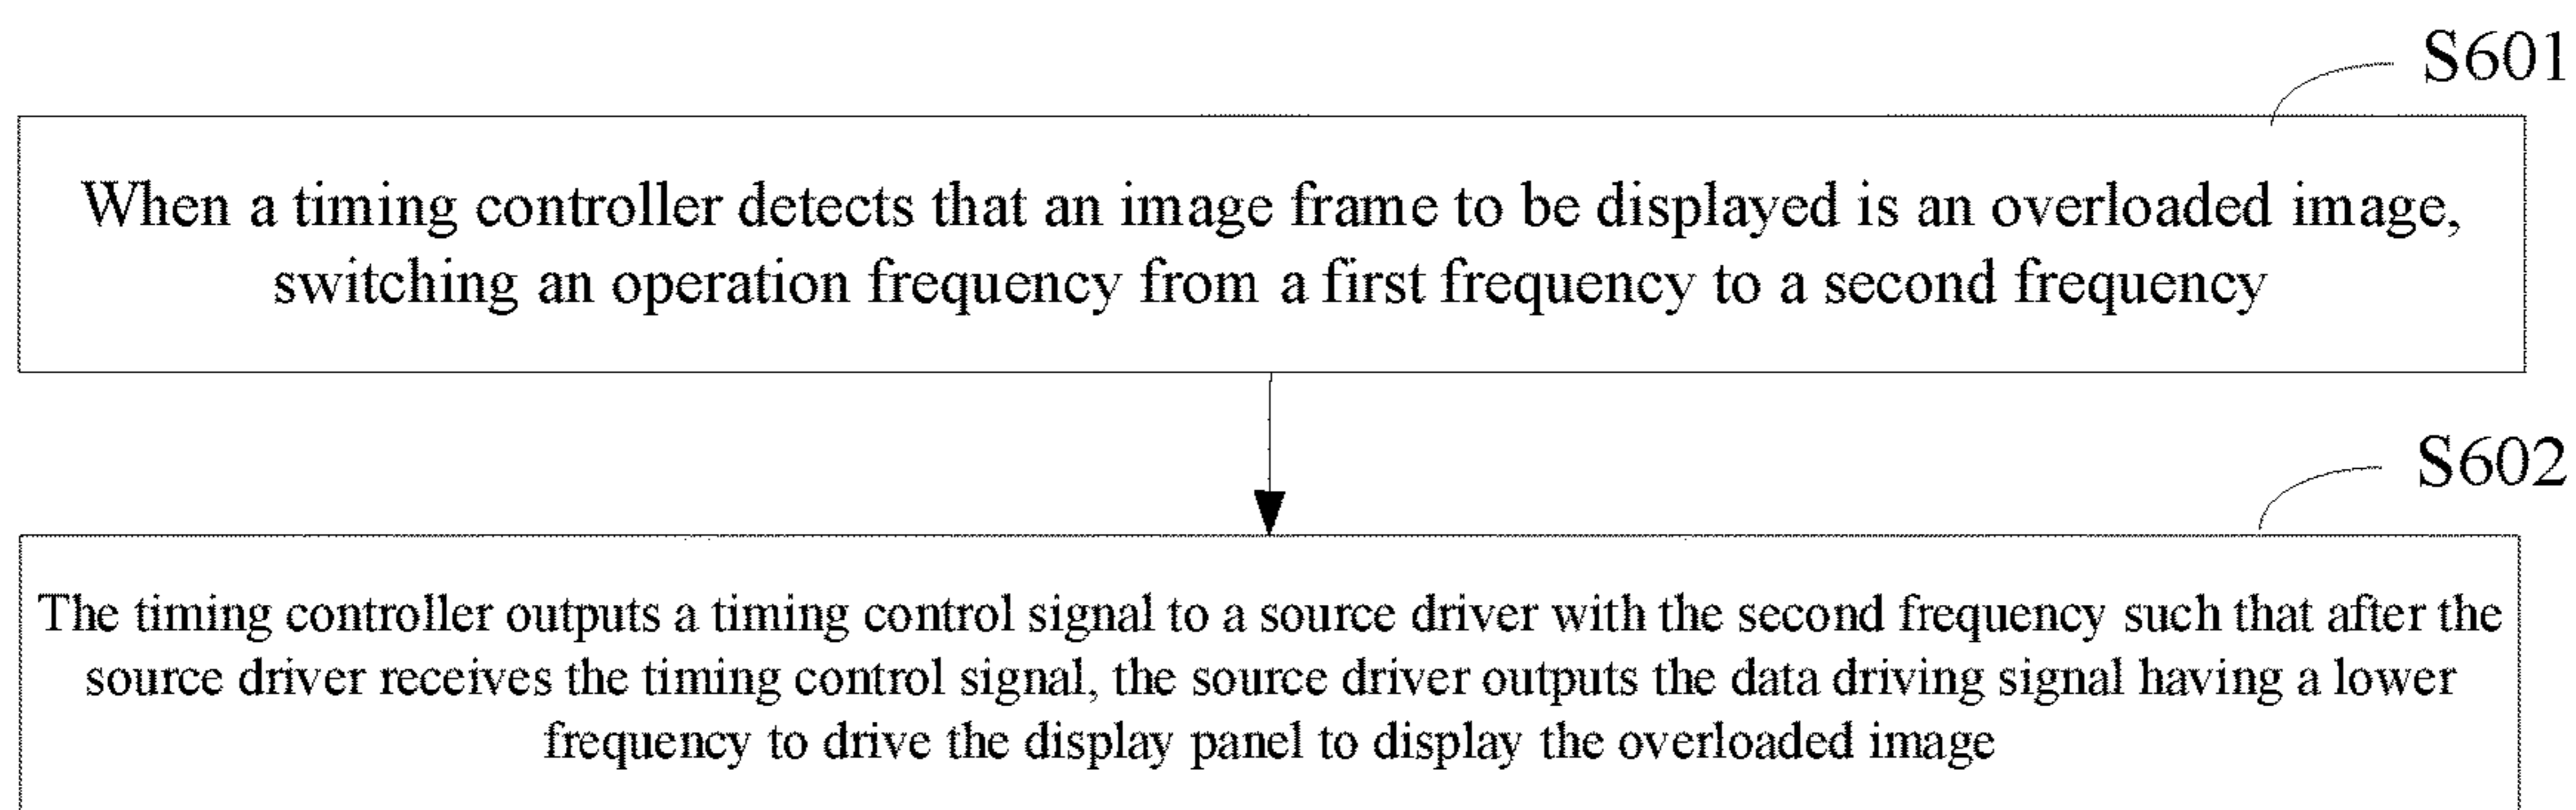 S601
When a timing controller detects that an image frame to be displayed is an overloaded image,
switching an operation frequency from a first frequency to a second frequency
S602
The timing controller outputs a timing control signal to a source driver with the second frequency such that after the
source driver receives the timing control signal, the source driver outputs the data driving signal having a lower
frequency to drive the display panel to display the overloaded image